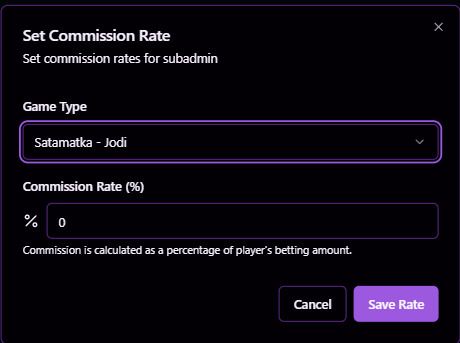 Set Commission Rate
Set commission rates for subadmin
Game Type
Satamatka - Jodi
Commission Rate (%)
% 0
Commission is calculated as a percentage of player's betting amount.
Cancel Save Rate